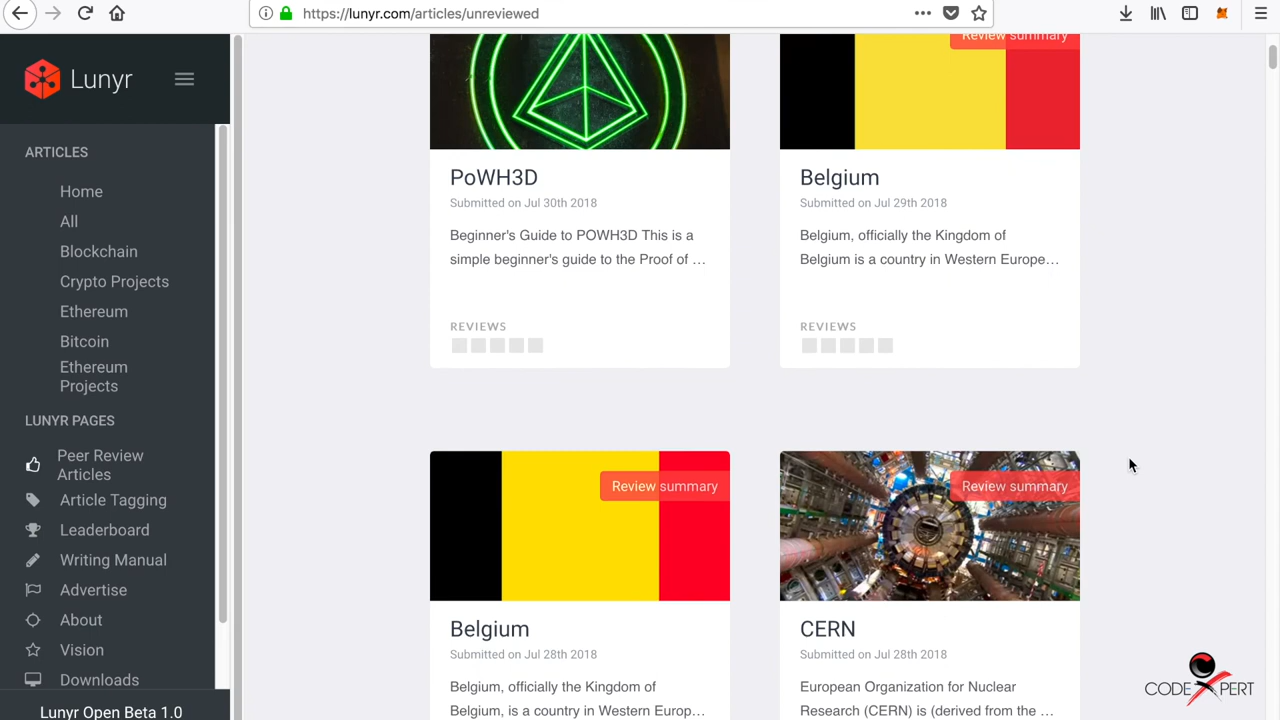 https://lunyr.com/articles/unreviewed
Lunyr
ARTICLES
Home
All
Blockchain
Crypto Projects
Ethereum
Bitcoin
Ethereum
Projects
LUNYR PAGES
Peer Review
Articles
Article Tagging
Leaderboard
Writing Manual
Advertise
About
Vision
Downloads
Lunyr Open Beta 1.0
PoWH3D
Submitted on Jul 30th 2018
Beginner's Guide to POWH3D This is a
simple beginner's guide to the Proof of ...
REVIEWS
Review summary
Belgium
Submitted on Jul 29th 2018
Belgium, officially the Kingdom of
Belgium is a country in Western Europe...
REVIEWS
Review summary
Belgium
Submitted on Jul 28th 2018
Belgium, officially the Kingdom of
Belgium, is a country in Western Europ...
Review summary
CERN
Submitted on Jul 28th 2018
European Organization for Nuclear
Research (CERN) is (derived from the ...
CODEXPERT